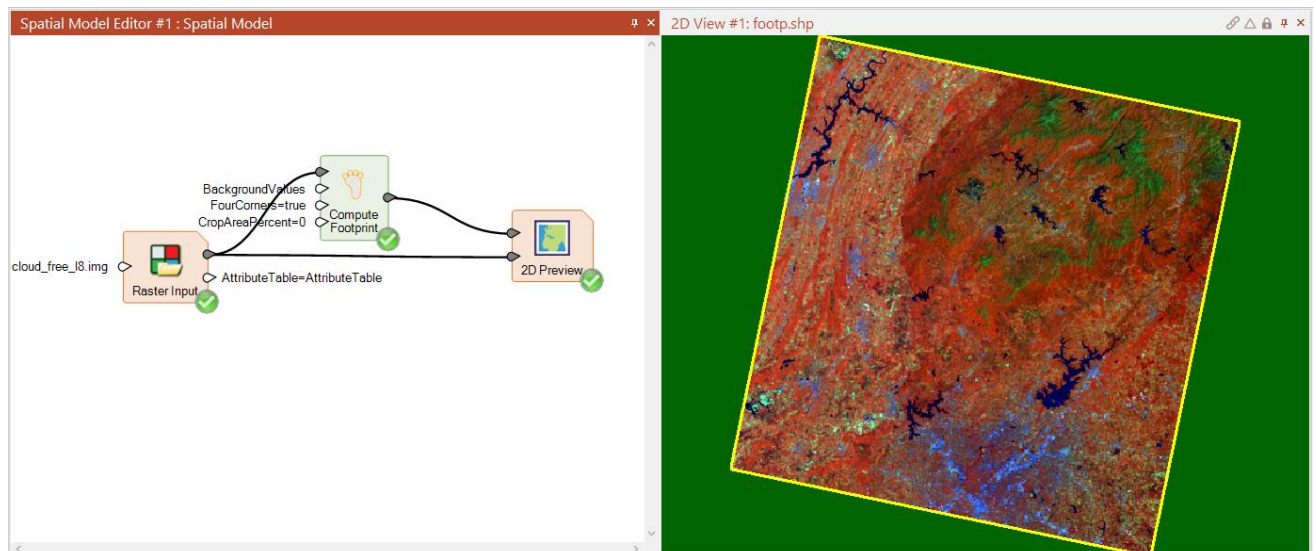 Spatial Model Editor #1 : Spatial Model
2D View #1: footp.shp
BackgroundValues
FourCorners=true
CropAreaPercent=0
Compute
Footprint
cloud_free_l8.img
Raster Input
AttributeTable=AttributeTable
2D Preview